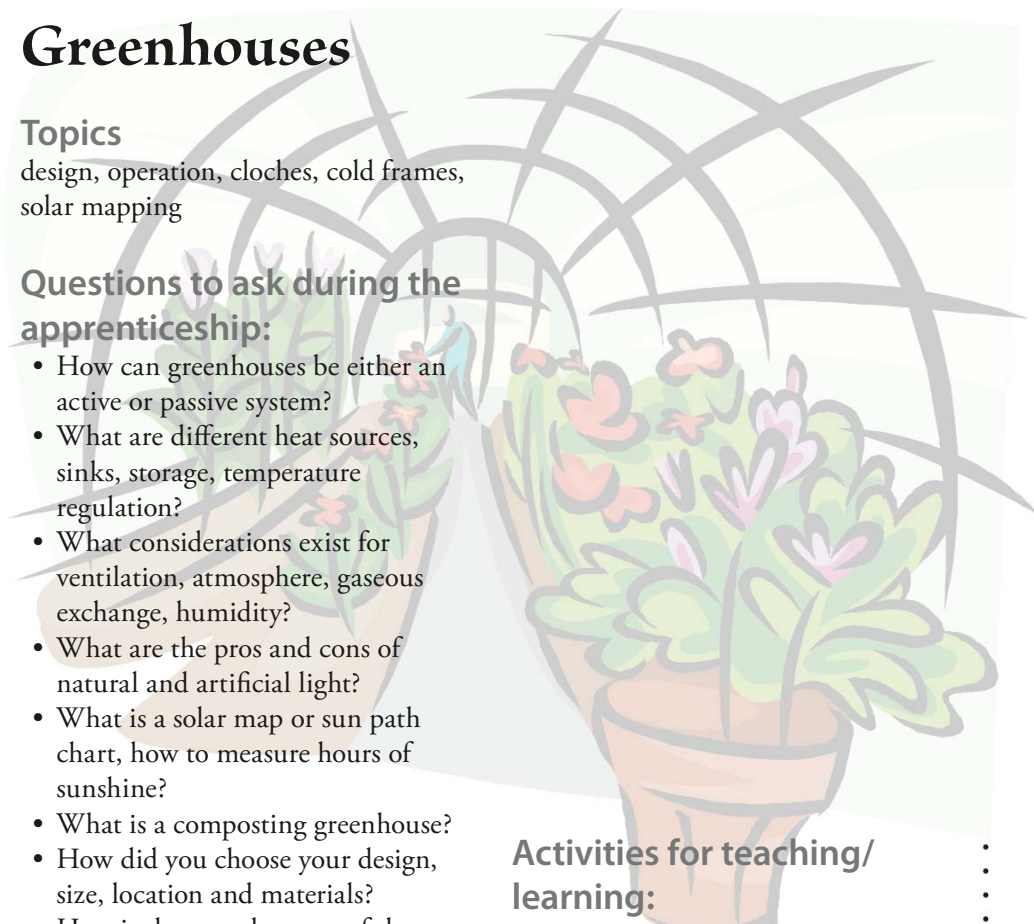 Greenhouses
Topics
design, operation, cloches, cold frames,
solar mapping
Questions to ask during the
apprenticeship:
• How can greenhouses be either an
active or passive system?
• What are different heat sources,
sinks, storage, temperature
regulation?
• What considerations exist for
ventilation, atmosphere, gaseous
exchange, humidity?
• What are the pros and cons of
natural and artificial light?
• What is a solar map or sun path
chart, how to measure hours of
sunshine?
• What is a composting greenhouse?
• How did you choose your design,
size, location and materials?
Activities for teaching/
learning: